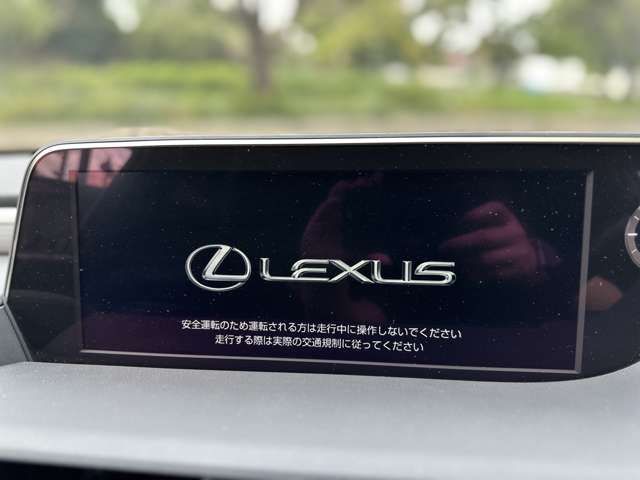 LEXUS
安全運転のため運転される方は走行中に操作しないでください
走行する際は実際の交通規制に従ってください